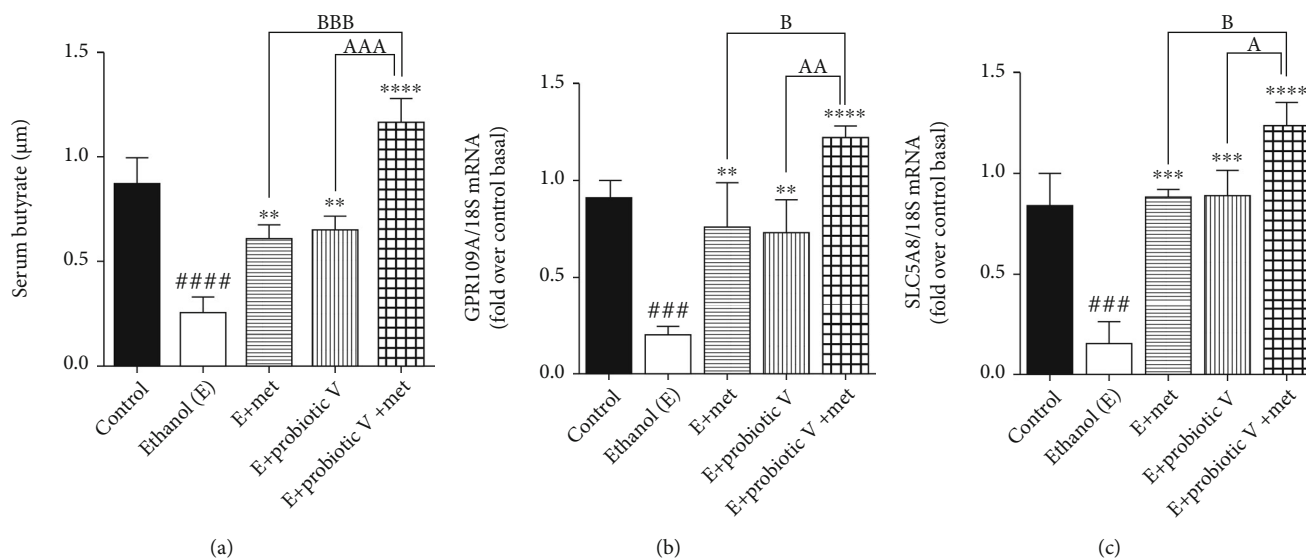 BBB
AAA
****
**
**
####
1.5
1.0
0.5
0.0
Serum butyrate (μm)
Control
Ethanol (E)
E+met
E+probiotic V
E+probiotic V +met
(a)
B
AA
****
**
**
###
1.5
1.0
0.5
0.0
GPR109A/18S mRNA
(fold over control basal)
Control
Ethanol (E)
E+met
E+probiotic V
E+probiotic V +met
(b)
B
A
****
***
***
###
1.5
1.0
0.5
0.0
SLC5A8/18S mRNA
(fold over control basal)
Control
Ethanol (E)
E+met
E+probiotic V
E+probiotic V +met
(c)